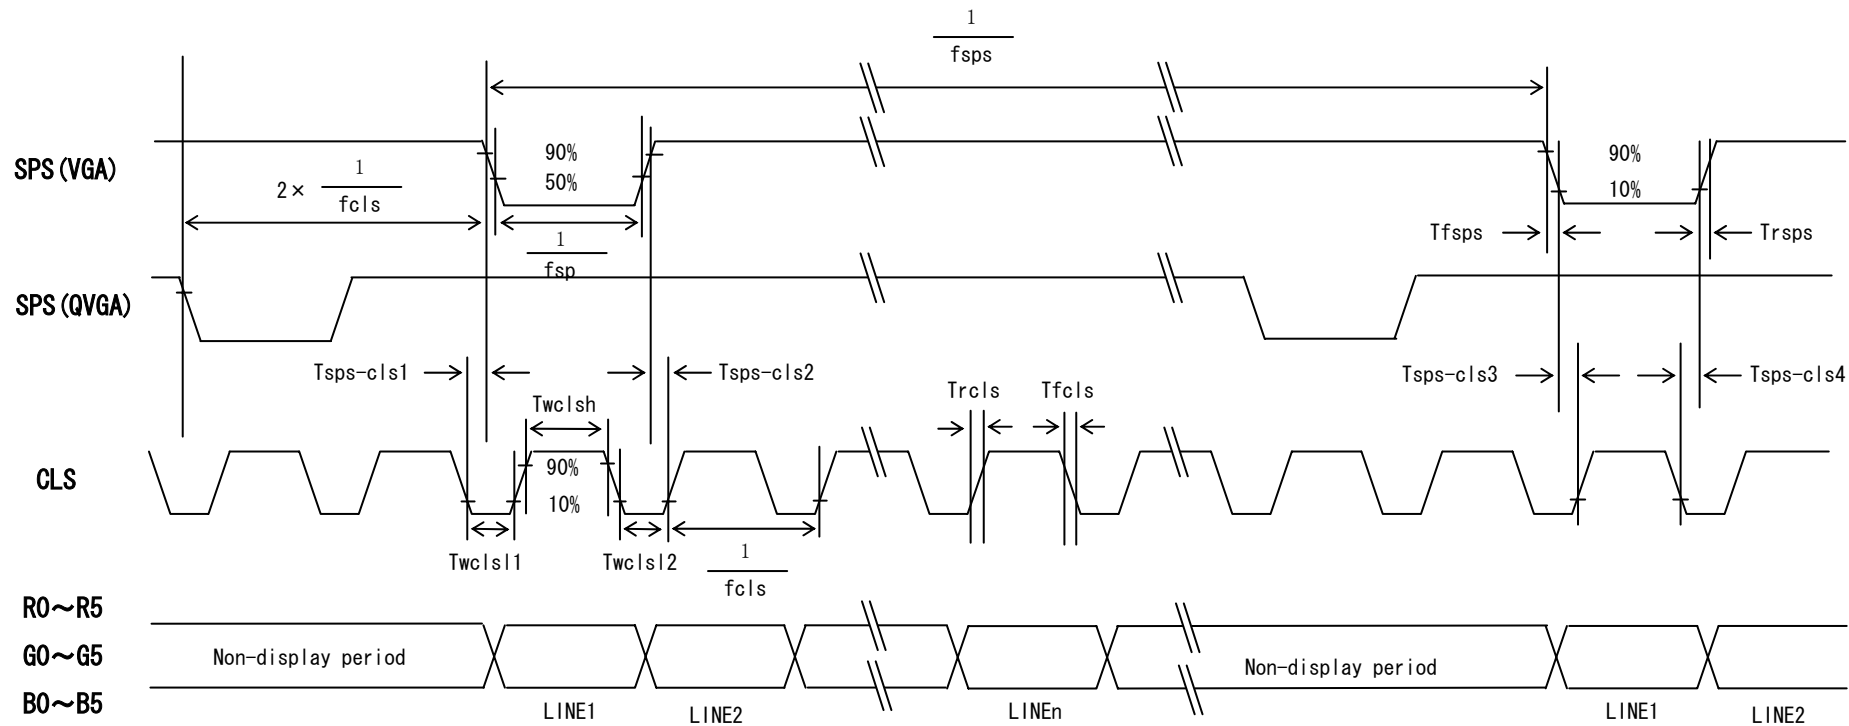 1
fsps
SPS(VGA)
90%
50%
90%
10%
2×
1
fcls
1
fsp
Tfsps
Trsps
SPS(QVGA)
Tsps-cls1
Tsps-cls2
Tsps-cls3
Tsps-cls4
Twclsh
Trcls
Tfcls
CLS
90%
10%
Twclsl1
Twclsl2
1
fcls
R0～R5
G0～G5
B0～B5
Non-display period
Non-display period
LINE1
LINE2
LINEn
LINE1
LINE2